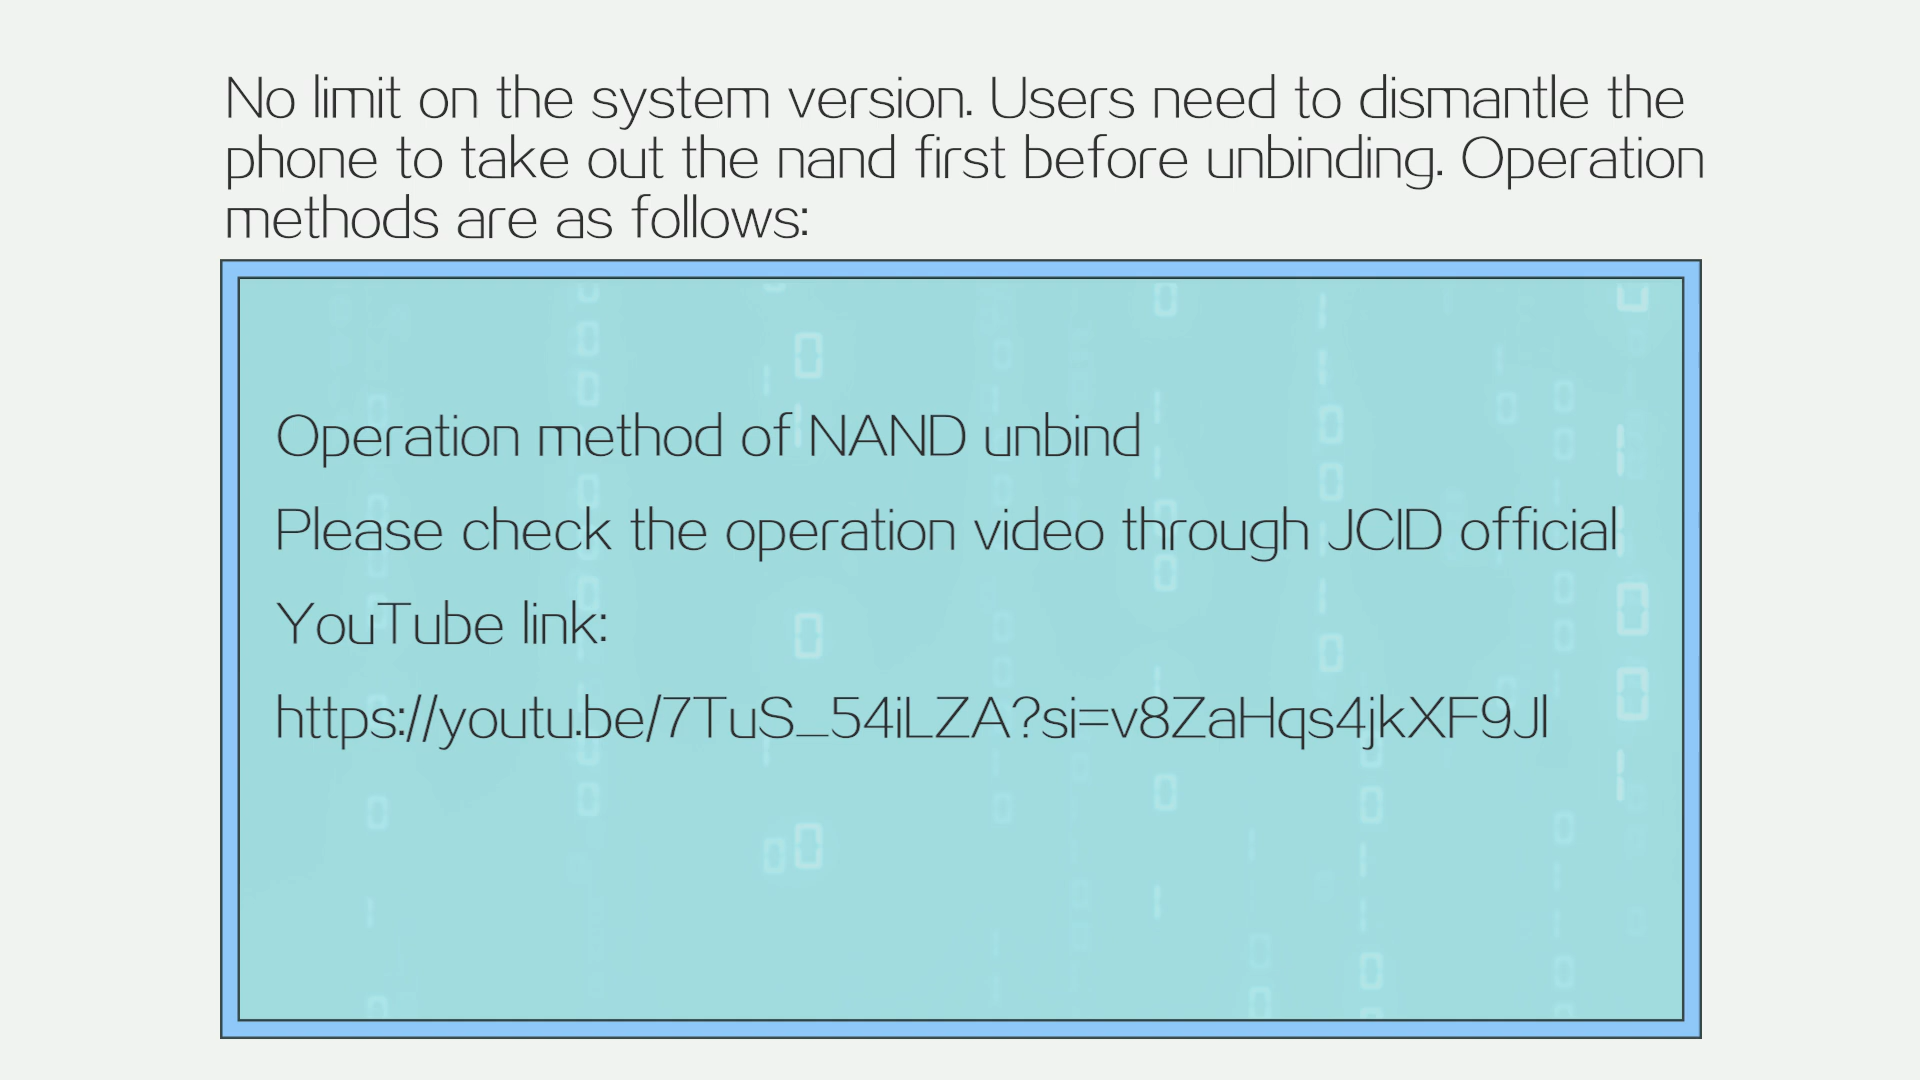 No limit on the system version. Users need to dismantle the
phone to take out the nand first before unbinding. Operation
methods are as follows:
Operation method of NAND unbind
Please check the operation video through JCID official
YouTube link:
https://youtu.be/7TuS_54iLZA?si=v8ZaHqs4jkXF9Jl